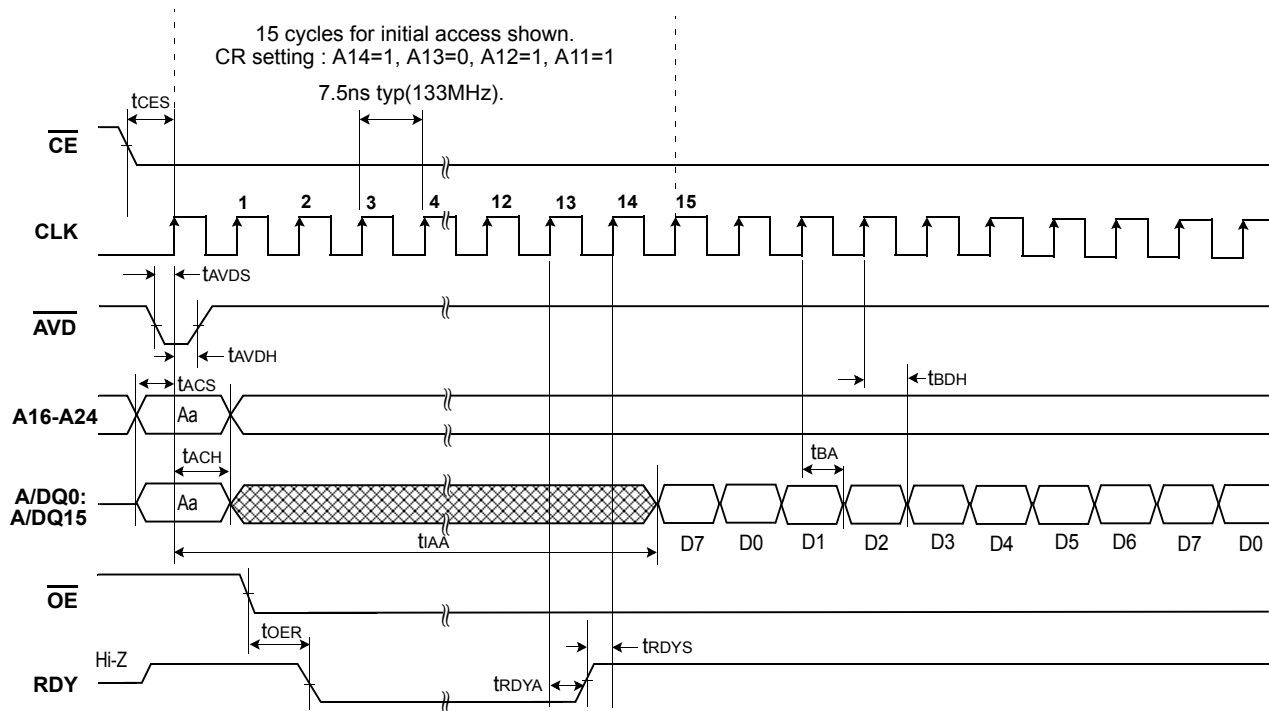 15 cycles for initial access shown.
CR setting : A14=1, A13=0, A12=1, A11=1
7.5ns typ(133MHz).
tCES
CE
1 2 3 4 12 13 14 15
CLK
tAVDS
AVD
tAVDH
tACS
tBDH
A16-A24
Aa
tBA
tACH
A/DQ0:
A/DQ15
Aa
tIAA
D7 D0 D1 D2 D3 D4 D5 D6 D7 D0
OE
tOER
tRDYS
Hi-Z
RDY
tRDYA